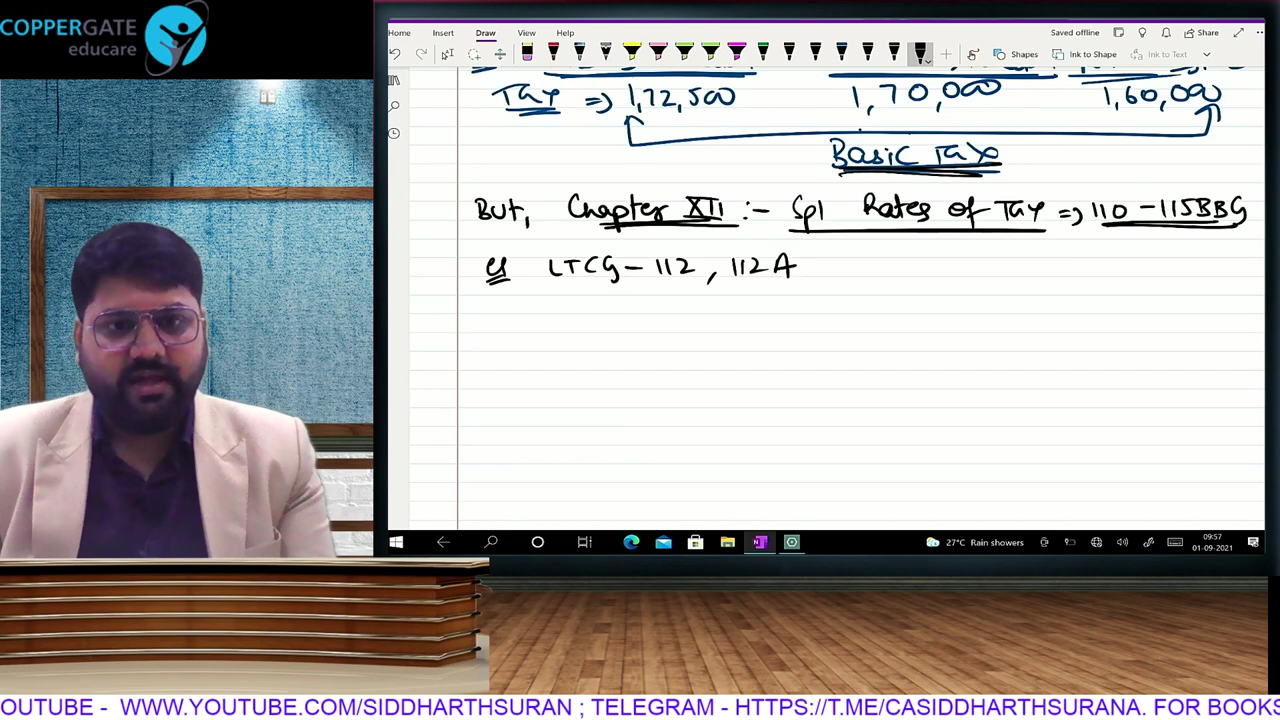 COPPERGATE
educare
Home Insert Draw View Help
Saved offline
Share
Shapes
Ink to Shape
Ink to Text
Tax => 1,72,500 1,70,000 1,60,000
Basic Tax
But, Chapter XII :- Spl Rates of Tax => 110 - 115BBG
eg LTCG - 112, 112A
27°C Rain showers
09:57
01-09-2021
OUTUBE - WWW.YOUTUBE.COM/SIDDHARTHSURAN ; TELEGRAM - HTTPS://T.ME/CASIDDHARTHSURANA. FOR BOOKS